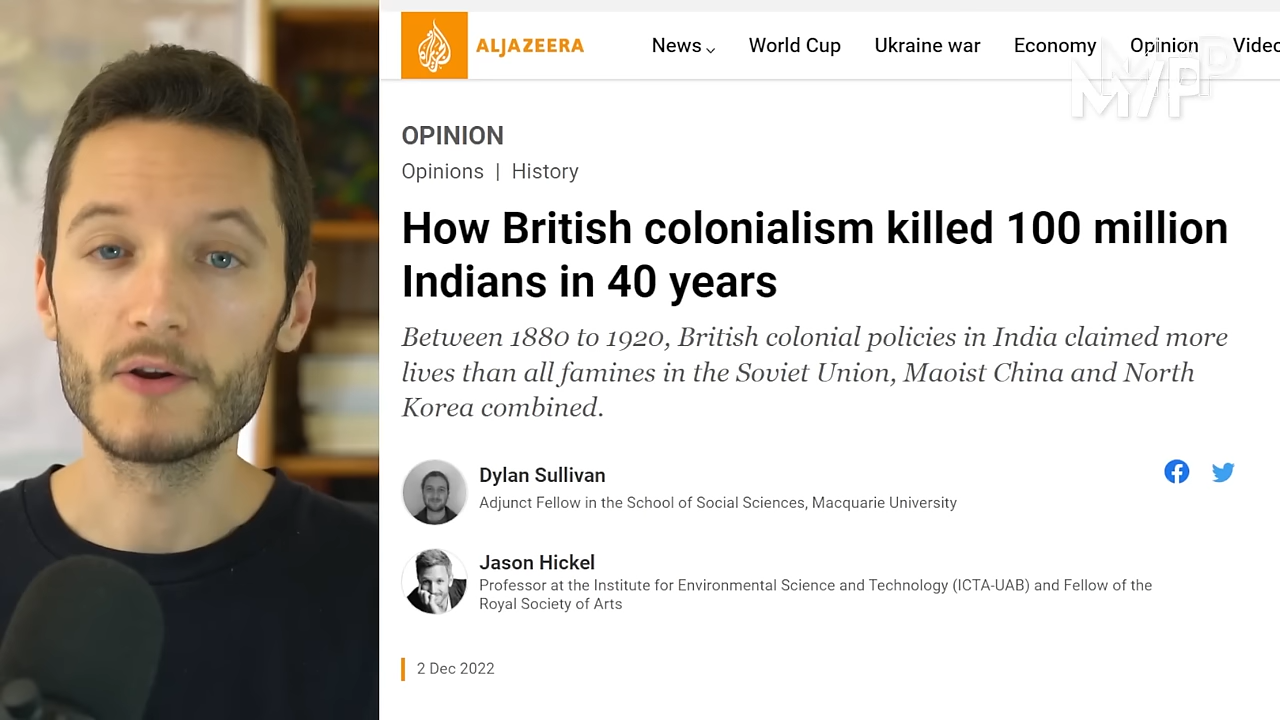 ALJAZEERA
News World Cup Ukraine war Economy Opinion Video
MMPP
OPINION
Opinions | History
How British colonialism killed 100 million
Indians in 40 years
Between 1880 to 1920, British colonial policies in India claimed more
lives than all famines in the Soviet Union, Maoist China and North
Korea combined.
Dylan Sullivan
Adjunct Fellow in the School of Social Sciences, Macquarie University
Jason Hickel
Professor at the Institute for Environmental Science and Technology (ICTA-UAB) and Fellow of the
Royal Society of Arts
2 Dec 2022